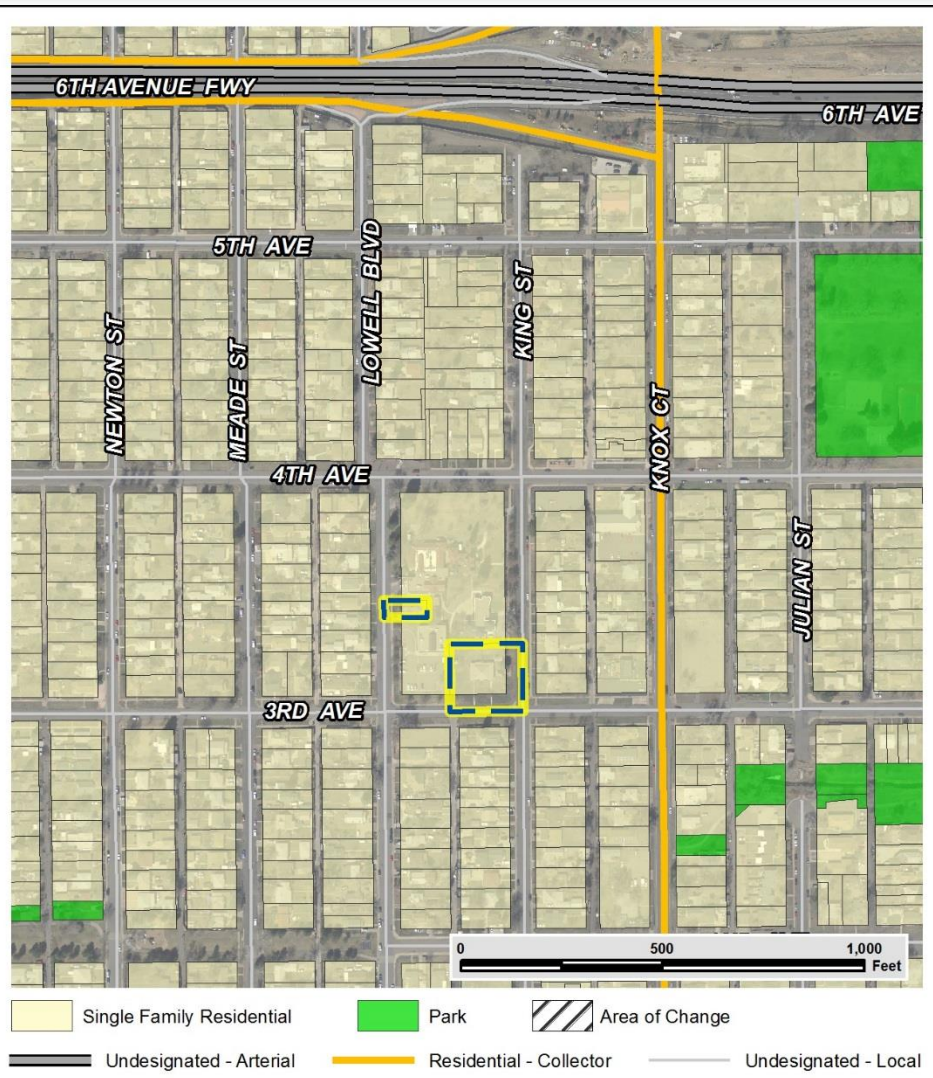 6TH AVENUE FWY
6TH AVE
5TH AVE
LOWELL BLVD
KING ST
NEWTON ST
MEADE ST
KNOX CT
4TH AVE
JULIAN ST
3RD AVE
0 500 1,000
Feet
Single Family Residential Park Area of Change
Undesignated - Arterial Residential - Collector Undesignated - Local